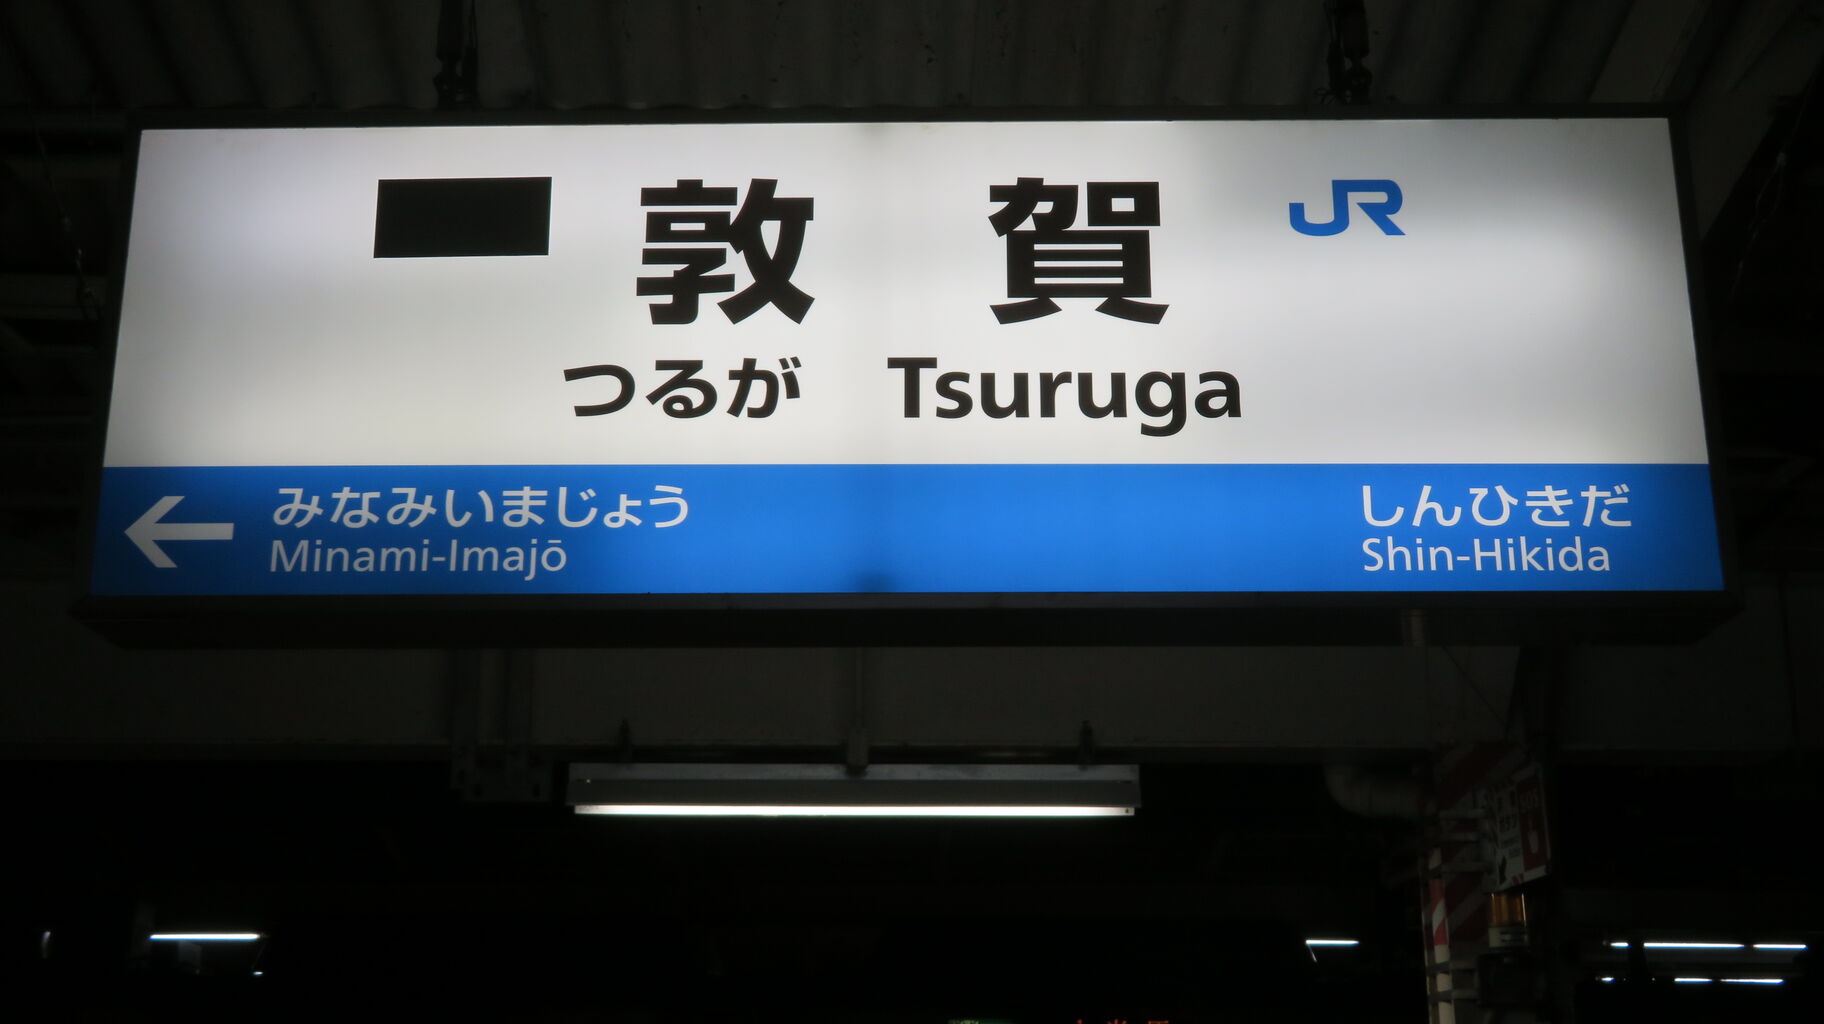 敦賀 JR
つるが Tsuruga
← みなみいまじょう
Minami-Imajō
しんひきだ
Shin-Hikida
SOS